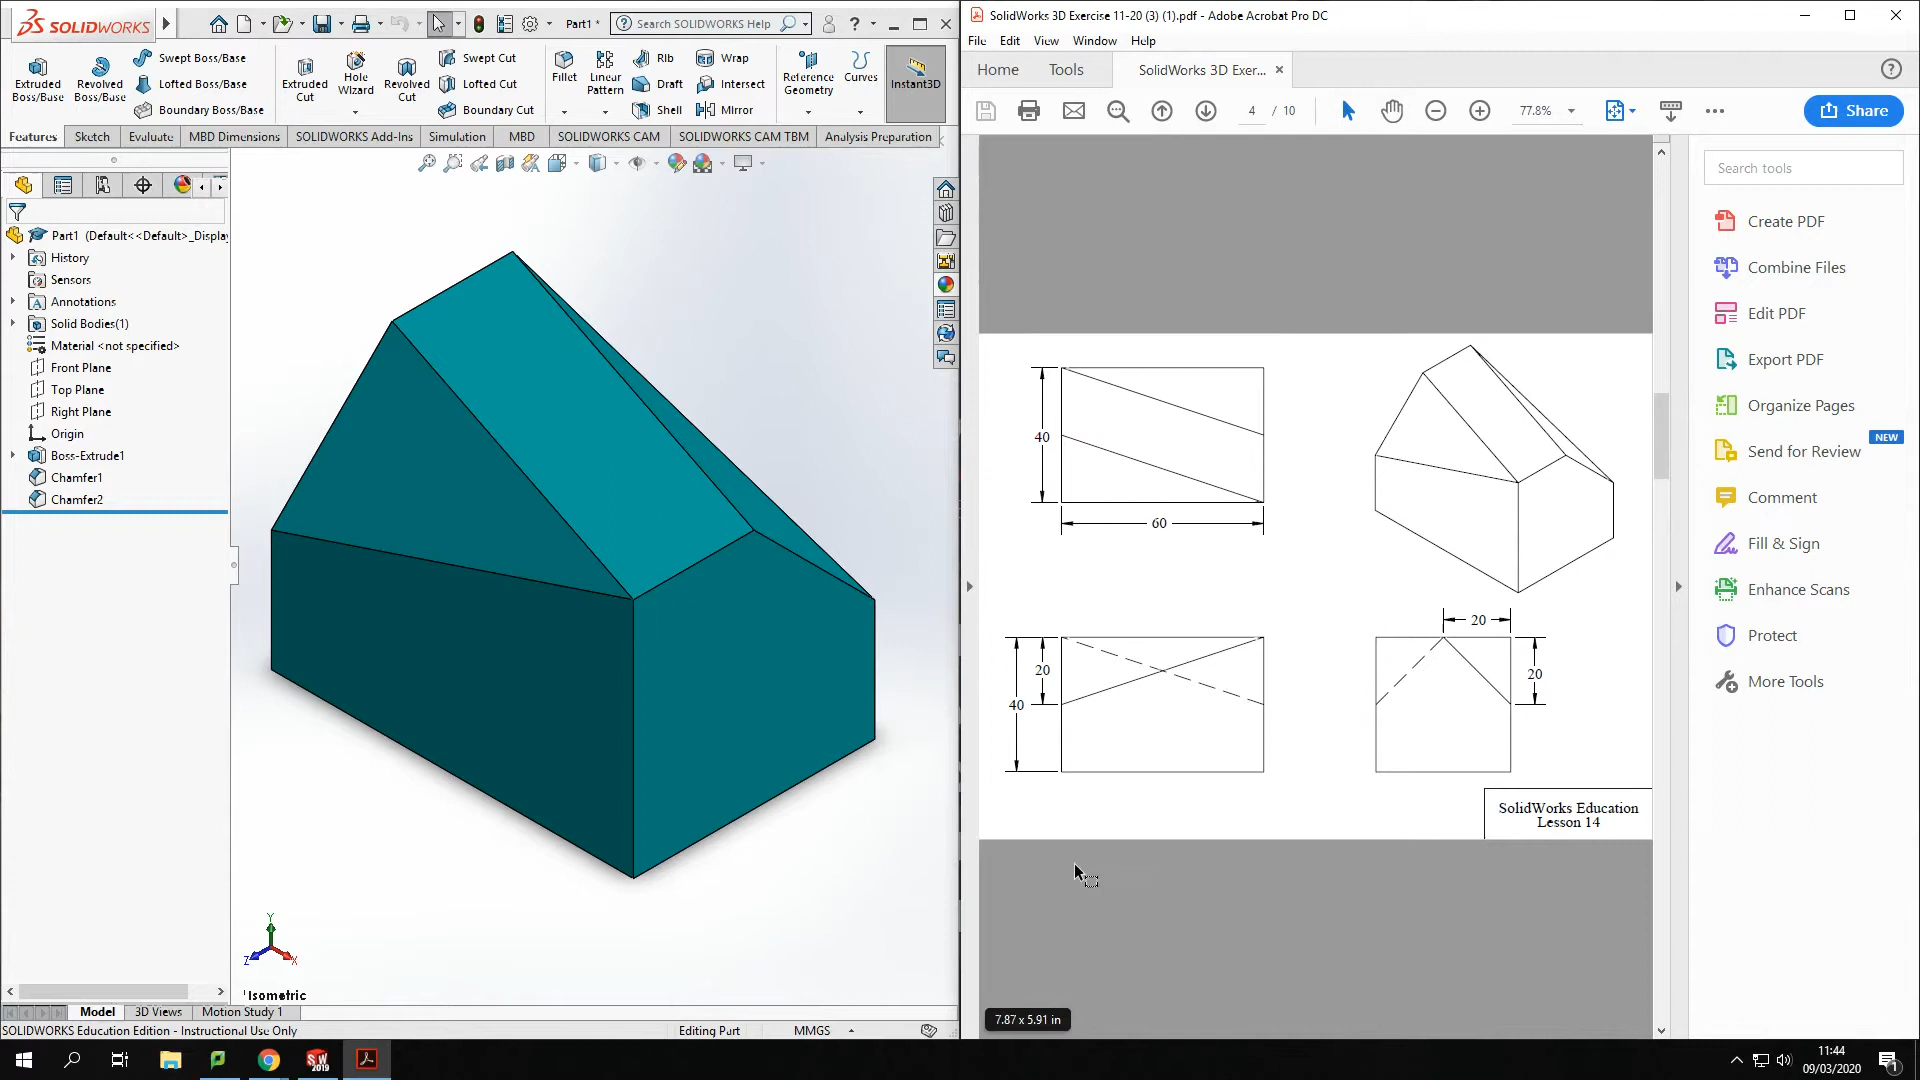 SOLIDWORKS
Part1 *
Search SOLIDWORKS Help
Extruded Boss/Base
Revolved Boss/Base
Swept Boss/Base
Lofted Boss/Base
Boundary Boss/Base
Extruded Cut
Hole Wizard
Revolved Cut
Swept Cut
Lofted Cut
Boundary Cut
Fillet
Linear Pattern
Rib
Draft
Shell
Wrap
Intersect
Mirror
Reference Geometry
Curves
Instant3D
Features
Sketch
Evaluate
MBD Dimensions
SOLIDWORKS Add-Ins
Simulation
MBD
SOLIDWORKS CAM
SOLIDWORKS CAM TBM
Analysis Preparation
Part1 (Default<<Default>_Display
History
Sensors
Annotations
Solid Bodies(1)
Material <not specified>
Front Plane
Top Plane
Right Plane
Origin
Boss-Extrude1
Chamfer1
Chamfer2
Y
Z
X
*Isometric
Model
3D Views
Motion Study 1
SOLIDWORKS Education Edition - Instructional Use Only
Editing Part
MMGS
SolidWorks 3D Exercise 11-20 (3) (1).pdf - Adobe Acrobat Pro DC
File Edit View Window Help
Home
Tools
SolidWorks 3D Exer...
4 / 10
77.8%
Share
40
60
20
20
40
20
SolidWorks Education
Lesson 14
7.87 x 5.91 in
Search tools
Create PDF
Combine Files
Edit PDF
Export PDF
Organize Pages
NEW
Send for Review
Comment
Fill & Sign
Enhance Scans
Protect
More Tools
SW
2019
11:44
09/03/2020
1